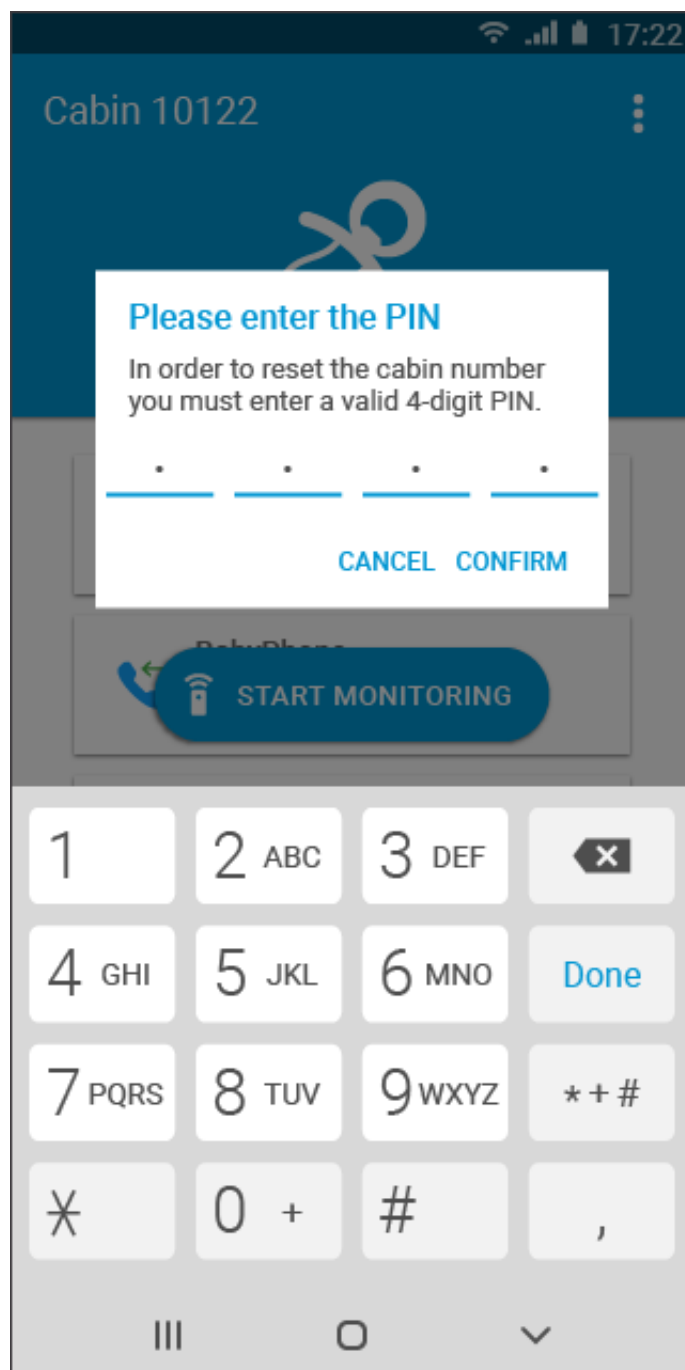 17:22
Cabin 10122
Please enter the PIN
In order to reset the cabin number
you must enter a valid 4-digit PIN.
CANCEL CONFIRM
BabyPhone
START MONITORING
1
2 ABC
3 DEF
4 GHI
5 JKL
6 MNO
Done
7 PQRS
8 TUV
9 WXYZ
*+#
*
0 +
#
,